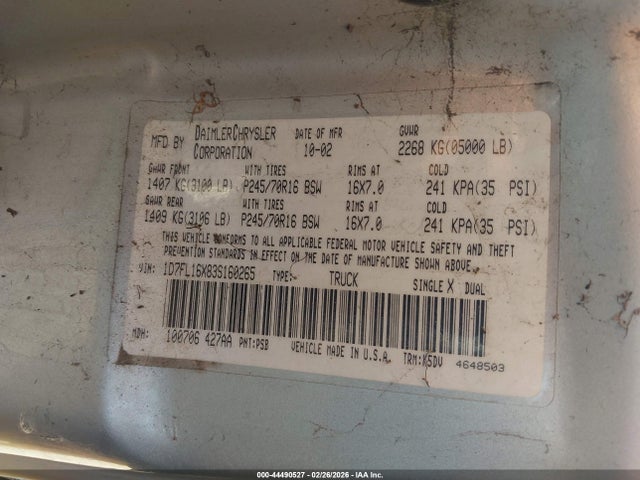 MFD BY DAIMLERCHRYSLER CORPORATION DATE OF MFR 10-02 GVWR 2268 KG(05000 LB)
GAWR FRONT WITH TIRES RIMS AT COLD
1407 KG(3100 LB) P245/70R16 BSW 16X7.0 241 KPA(35 PSI)
GAWR REAR WITH TIRES RIMS AT COLD
1409 KG(3106 LB) P245/70R16 BSW 16X7.0 241 KPA(35 PSI)
THIS VEHICLE CONFORMS TO ALL APPLICABLE FEDERAL MOTOR VEHICLE SAFETY AND THEFT
PREVENTION STANDARDS IN EFFECT ON THE DATE OF MANUFACTURE SHOWN ABOVE.
VIN: 1D7FL16X83S160265 TYPE: TRUCK SINGLE X DUAL
MDH: 100706 427AA PNT:PSB VEHICLE MADE IN U.S.A. TRM:K5DV 4648503
000-44490527 - 02/26/2026 - IAA Inc.